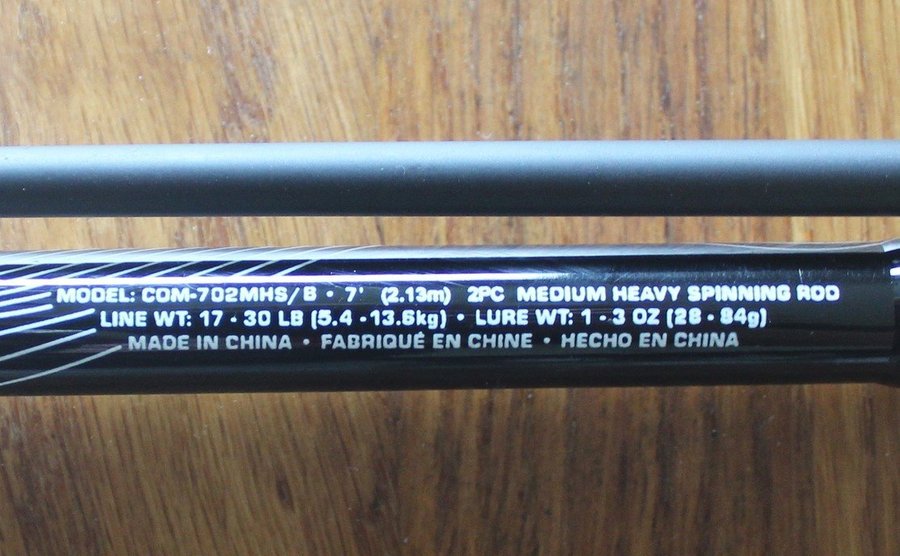 MODEL: COM-702MHS/B • 7' (2.13m) 2PC MEDIUM HEAVY SPINNING ROD
LINE WT: 17 - 30 LB (5.4 - 13.6kg) • LURE WT: 1 - 3 OZ (28 - 84g)
MADE IN CHINA • FABRIQUÉ EN CHINE • HECHO EN CHINA